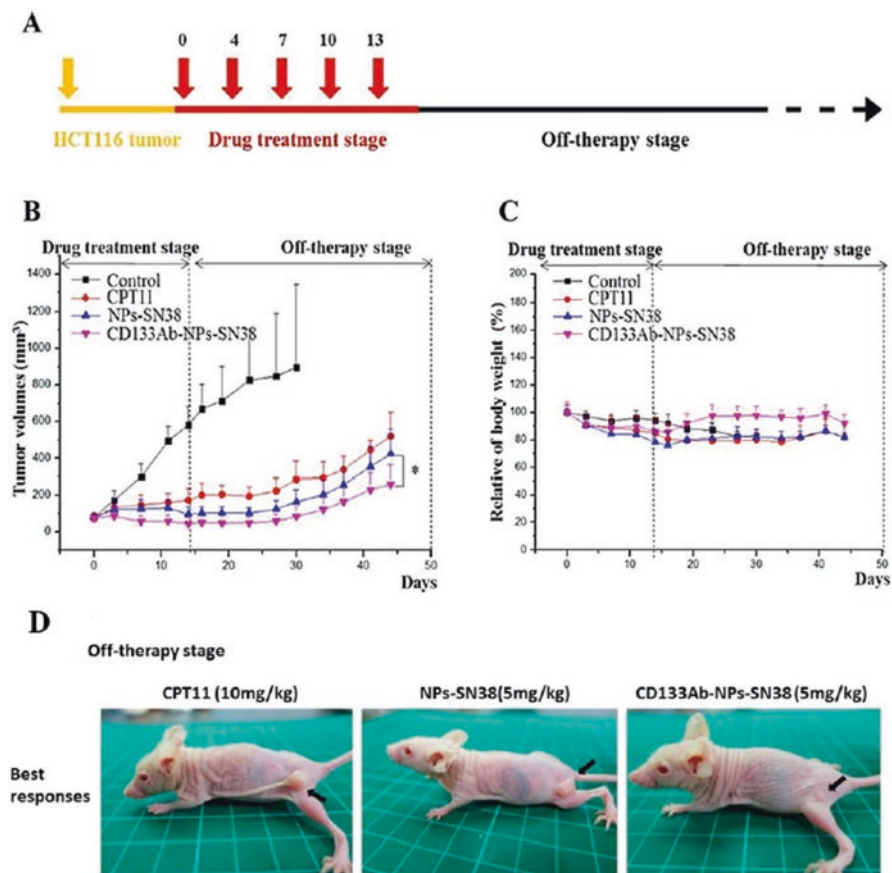 A
0 4 7 10 13
HCT116 tumor Drug treatment stage Off-therapy stage
B
Drug treatment stage Off-therapy stage
Control
CPT11
NPs-SN38
CD133Ab-NPs-SN38
Tumor volumes (mm³)
1400
1200
1000
800
600
400
200
0
*
0 10 20 30 40 50
Days
C
Drug treatment stage Off-therapy stage
Control
CPT11
NPs-SN38
CD133Ab-NPs-SN38
Relative of body weight (%)
200
180
160
140
120
100
80
60
40
20
0
0 10 20 30 40 50
Days
D
Off-therapy stage
CPT11 (10mg/kg) NPs-SN38(5mg/kg) CD133Ab-NPs-SN38 (5mg/kg)
Best
responses